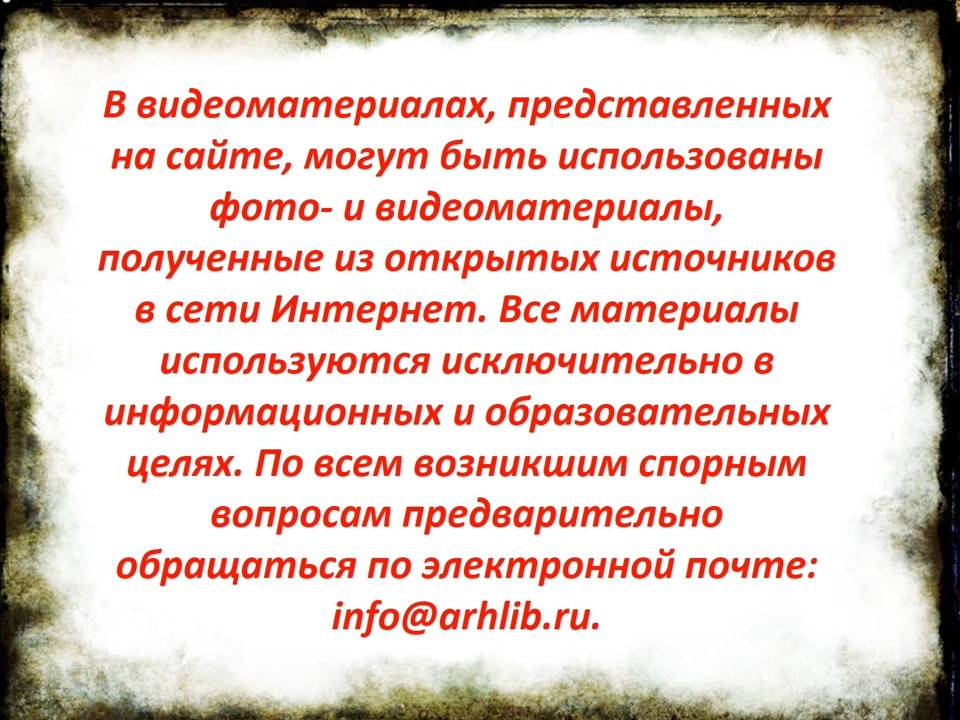 В видеоматериалах, представленных
на сайте, могут быть использованы
фото- и видеоматериалы,
полученные из открытых источников
в сети Интернет. Все материалы
используются исключительно в
информационных и образовательных
целях. По всем возникшим спорным
вопросам предварительно
обращаться по электронной почте:
info@arhlib.ru.